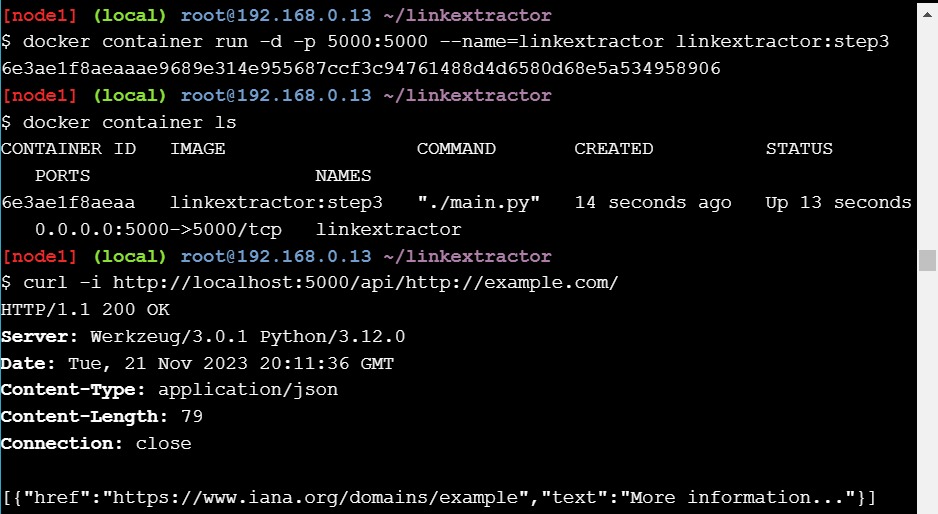 [node1] (local) root@192.168.0.13 ~/linkextractor
$ docker container run -d -p 5000:5000 --name=linkextractor linkextractor:step3
6e3ae1f8aeaaae9689e314e955687ccf3c94761488d4d6580d68e5a534958906
[node1] (local) root@192.168.0.13 ~/linkextractor
$ docker container ls
CONTAINER ID   IMAGE                 COMMAND       CREATED          STATUS
   PORTS                    NAMES
6e3ae1f8aeaa   linkextractor:step3   "./main.py"   14 seconds ago   Up 13 seconds
   0.0.0.0:5000->5000/tcp   linkextractor
[node1] (local) root@192.168.0.13 ~/linkextractor
$ curl -i http://localhost:5000/api/http://example.com/
HTTP/1.1 200 OK
Server: Werkzeug/3.0.1 Python/3.12.0
Date: Tue, 21 Nov 2023 20:11:36 GMT
Content-Type: application/json
Content-Length: 79
Connection: close

[{"href":"https://www.iana.org/domains/example","text":"More information..."}]